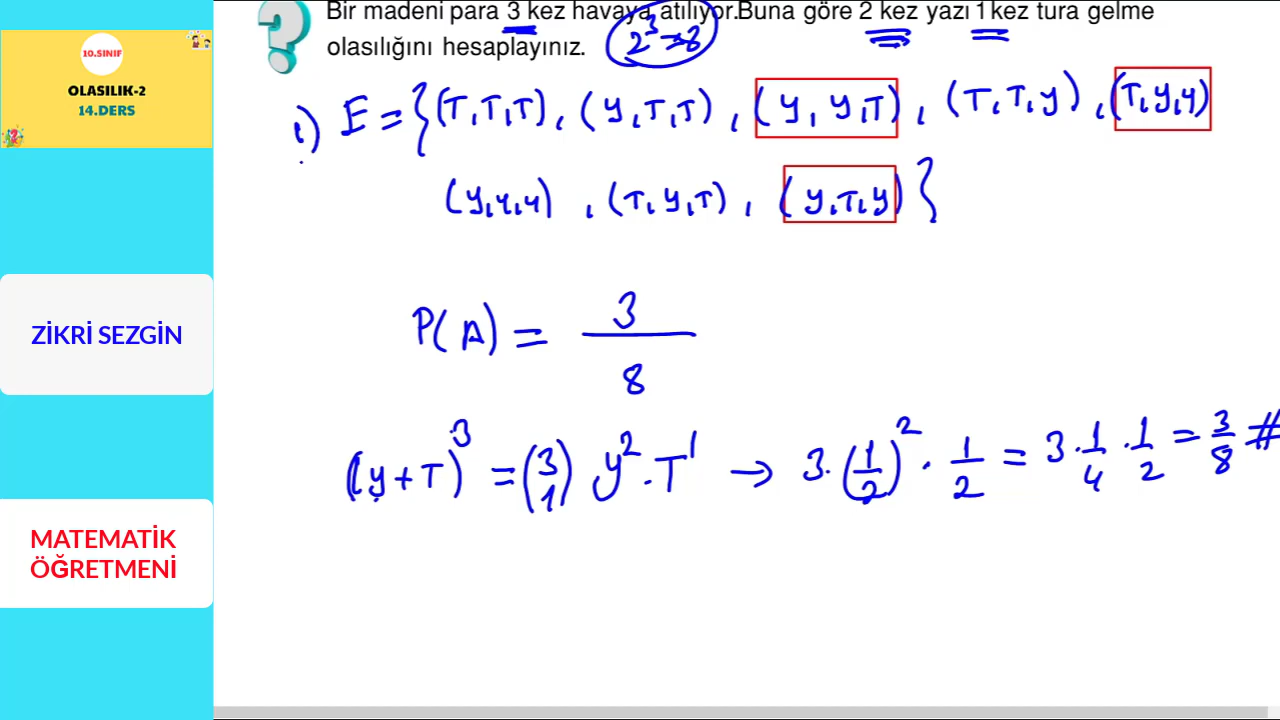 10.SINIF
OLASILIK-2
14.DERS
ZİKRİ SEZGİN
MATEMATİK
ÖĞRETMENİ
Bir madeni para 3 kez havaya atılıyor.Buna göre 2 kez yazı 1 kez tura gelme
olasılığını hesaplayınız. 2³ → 8
1) E = {(T,T,T), (y,T,T), (y,y,T), (T,T,y), (T,y,y)
(y,y,y), (T,y,T), (y,T,y)}
P(A) = 3/8
(y+T)³ = (3 1) y² . T¹ → 3.(1/2)² . 1/2 = 3.1/4 .1/2 = 3/8 #